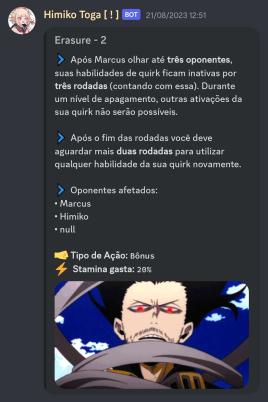 Himiko Toga [ ! ] BOT 21/08/2023 12:51
Erasure - 2
Após Marcus olhar até três oponentes,
suas habilidades de quirk ficam inativas por
três rodadas (contando com essa). Durante
um nível de apagamento, outras ativações da
sua quirk não serão possíveis.
Após o fim das rodadas você deve
aguardar mais duas rodadas para utilizar
qualquer habilidade da sua quirk novamente.
Oponentes afetados:
• Marcus
• Himiko
• null
Tipo de Ação: Bônus
Stamina gasta: 20%